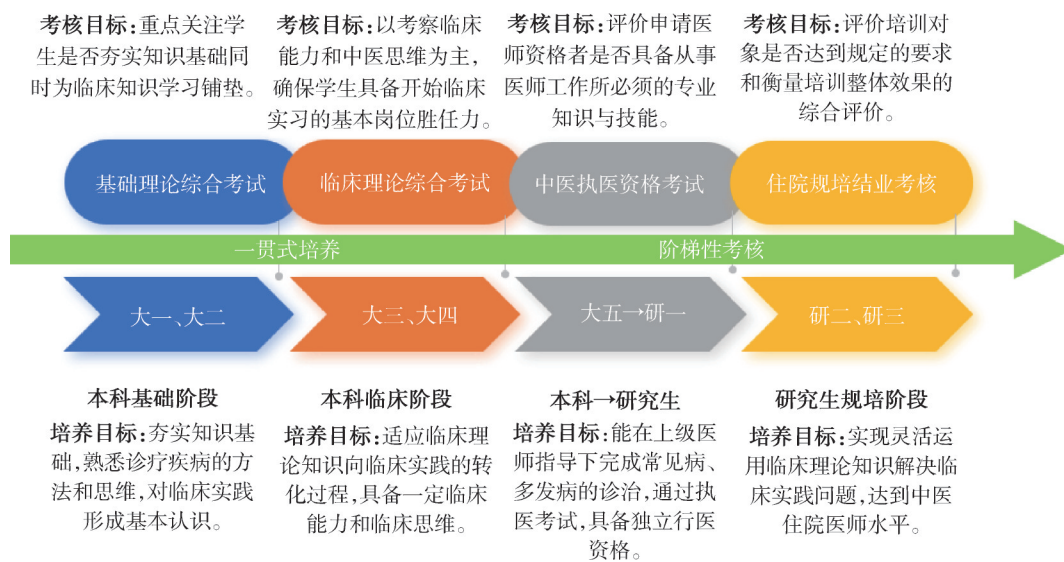 考核目标:重点关注学
生是否夯实知识基础同
时为临床知识学习铺垫。
考核目标:以考察临床
能力和中医思维为主,
确保学生具备开始临床
实习的基本岗位胜任力。
考核目标:评价申请医
师资格者是否具备从事
医师工作所必须的专业
知识与技能。
考核目标:评价培训对
象是否达到规定的要求
和衡量培训整体效果的
综合评价。
基础理论综合考试
临床理论综合考试
中医执医资格考试
住院规培结业考核
一贯式培养
阶梯性考核
大一、大二
大三、大四
大五→研一
研二、研三
本科基础阶段
培养目标:夯实知识基
础,熟悉诊疗疾病的方
法和思维,对临床实践
形成基本认识。
本科临床阶段
培养目标:适应临床理
论知识向临床实践的转
化过程,具备一定临床
能力和临床思维。
本科→研究生
培养目标:能在上级医
师指导下完成常见病、
多发病的诊治,通过执
医考试,具备独立行医
资格。
研究生规培阶段
培养目标:实现灵活运
用临床理论知识解决临
床实践问题,达到中医
住院医师水平。